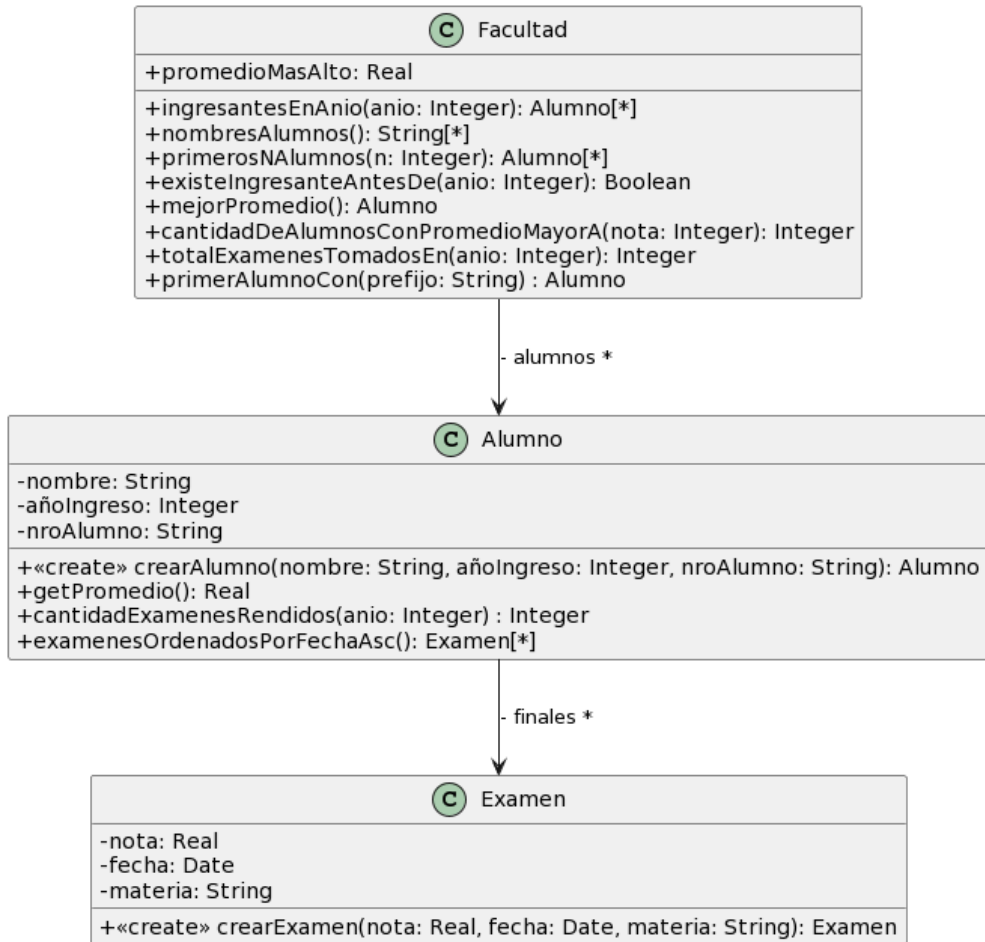 C Facultad
+promedioMasAlto: Real
+ingresantesEnAnio(anio: Integer): Alumno[*]
+nombresAlumnos(): String[*]
+primerosNAlumnos(n: Integer): Alumno[*]
+existeIngresanteAntesDe(anio: Integer): Boolean
+mejorPromedio(): Alumno
+cantidadDeAlumnosConPromedioMayorA(nota: Integer): Integer
+totalExamenesTomadosEn(anio: Integer): Integer
+primerAlumnoCon(prefijo: String) : Alumno
- alumnos *
C Alumno
-nombre: String
-añoIngreso: Integer
-nroAlumno: String
+«create» crearAlumno(nombre: String, añoIngreso: Integer, nroAlumno: String): Alumno
+getPromedio(): Real
+cantidadExamenesRendidos(anio: Integer) : Integer
+examenesOrdenadosPorFechaAsc(): Examen[*]
- finales *
C Examen
-nota: Real
-fecha: Date
-materia: String
+«create» crearExamen(nota: Real, fecha: Date, materia: String): Examen